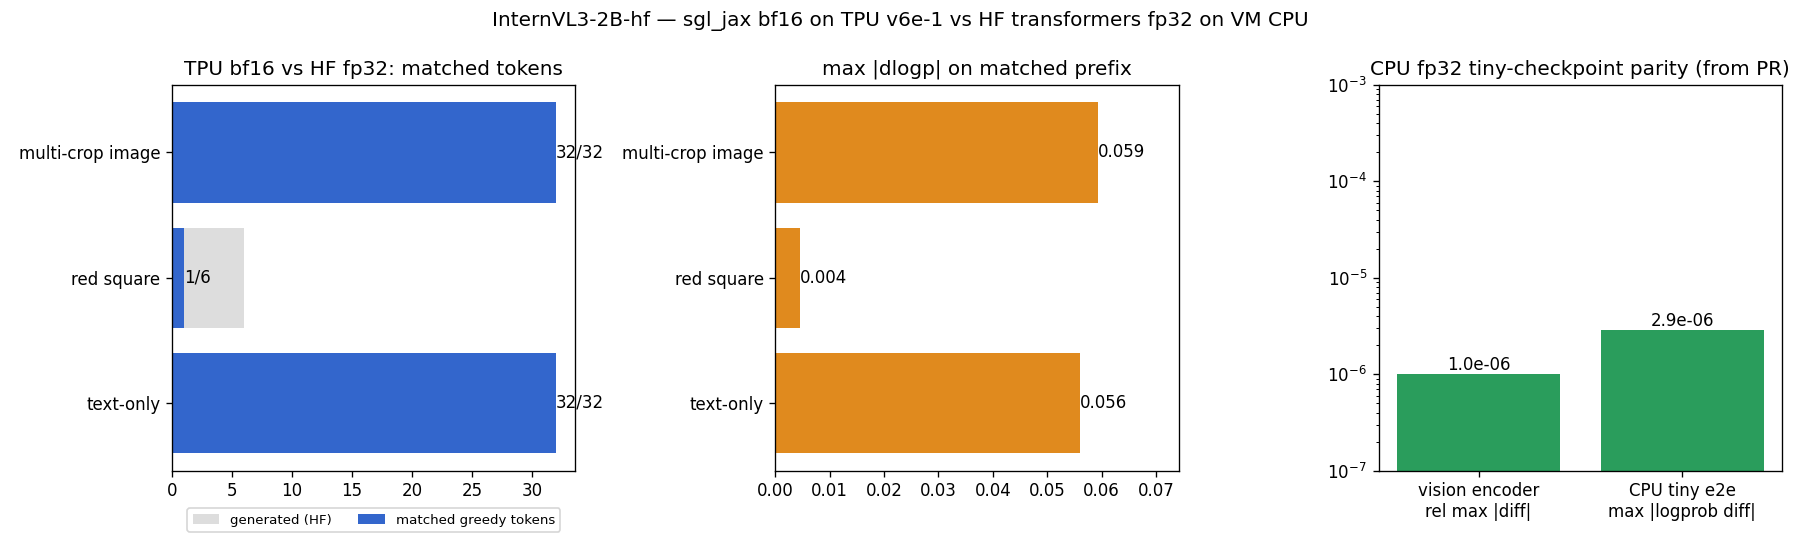 InternVL3-2B-hf — sgl_jax bf16 on TPU v6e-1 vs HF transformers fp32 on VM CPU
TPU bf16 vs HF fp32: matched tokens
multi-crop image
32/32
red square
1/6
text-only
32/32
0 5 10 15 20 25 30
generated (HF) matched greedy tokens
max |dlogp| on matched prefix
multi-crop image
0.059
red square
0.004
text-only
0.056
0.00 0.01 0.02 0.03 0.04 0.05 0.06 0.07
CPU fp32 tiny-checkpoint parity (from PR)
10⁻³
10⁻⁴
10⁻⁵
10⁻⁶
10⁻⁷
1.0e-06
2.9e-06
vision encoder
rel max |diff|
CPU tiny e2e
max |logprob diff|